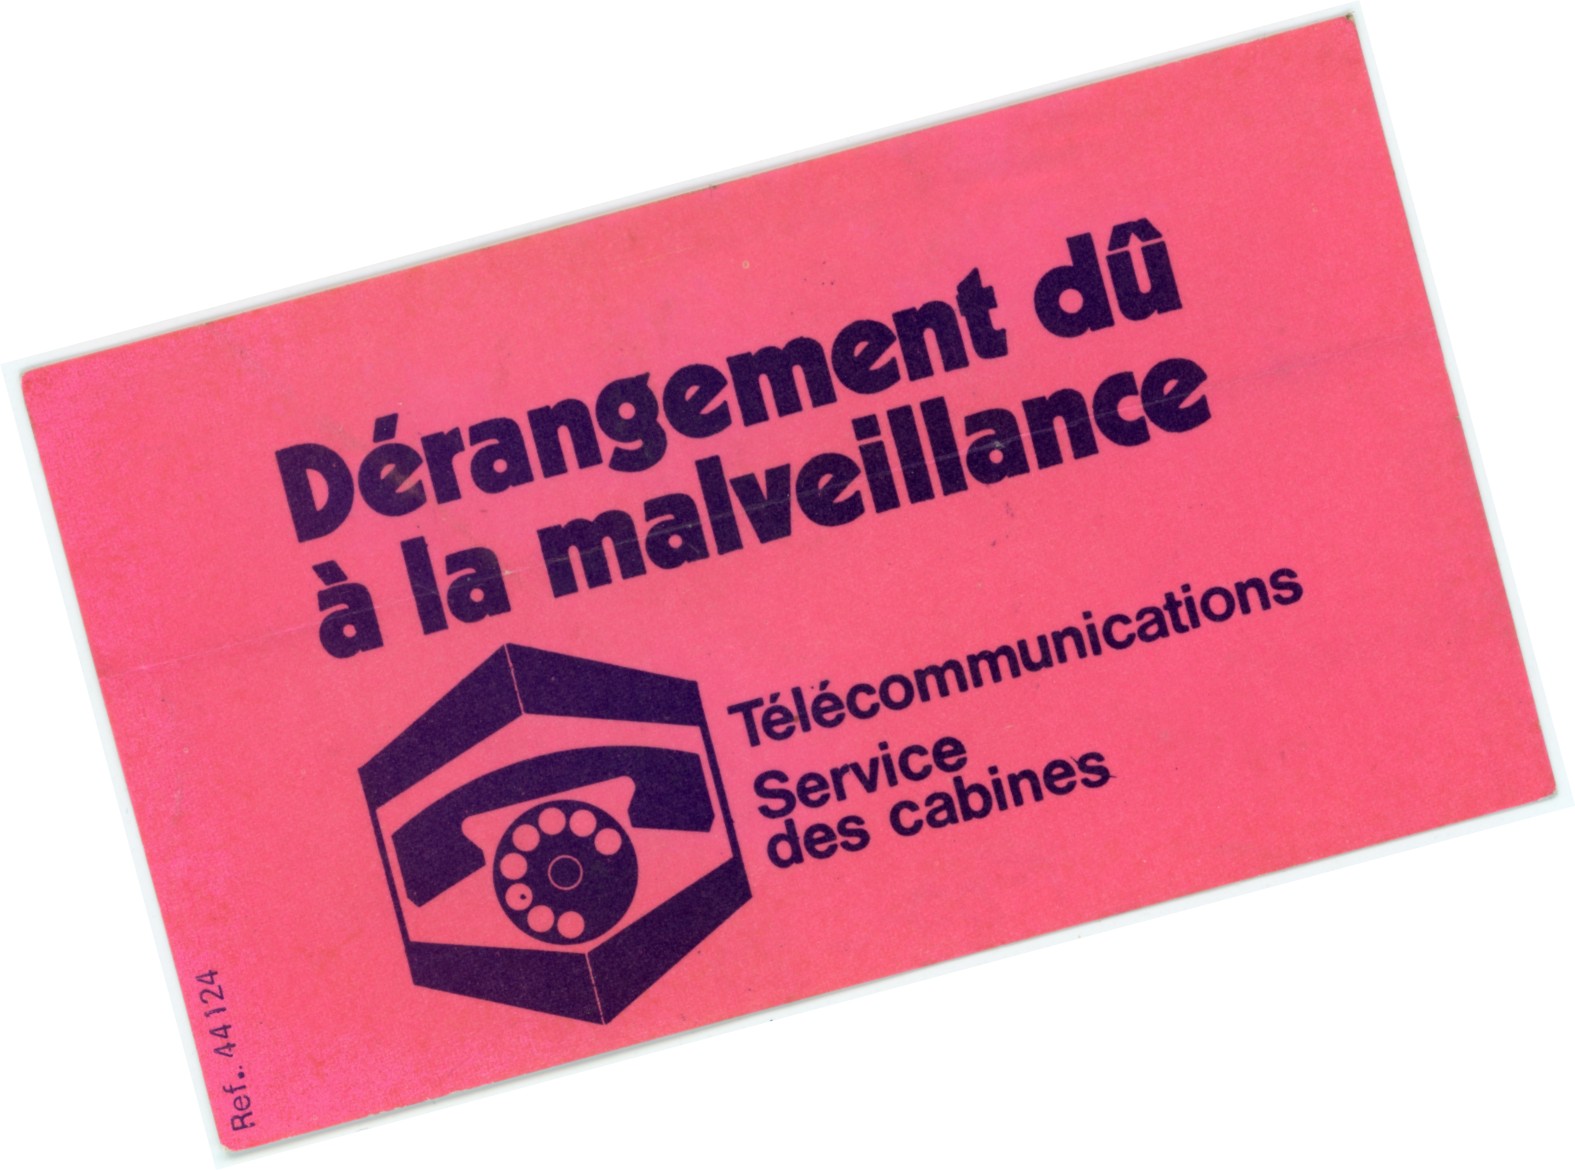 Dérangement dû
à la malveillance
Télécommunications
Service
des cabines
Ref.. 44124